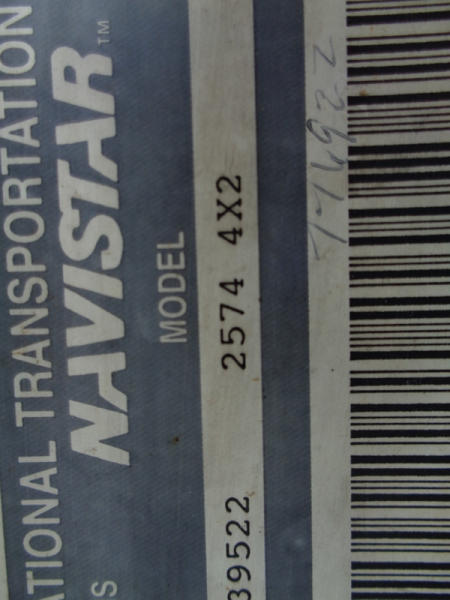 ATIONAL TRANSPORTATION
NAVISTAR™
S
MODEL
39522 2574 4X2